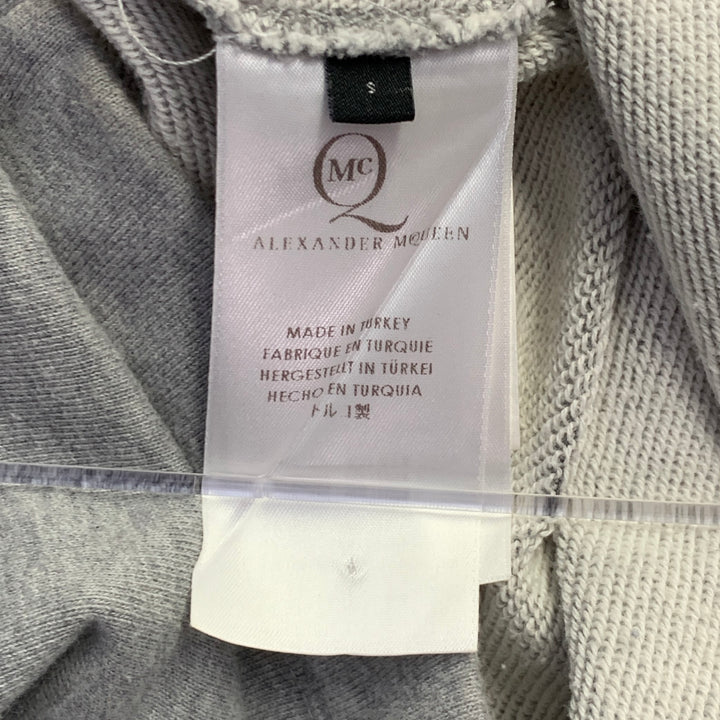 S
McQ
ALEXANDER MCQUEEN
MADE IN TURKEY
FABRIQUE EN TURQUIE
HERGESTELLT IN TÜRKEI
HECHO EN TURQUIA
トルコ製